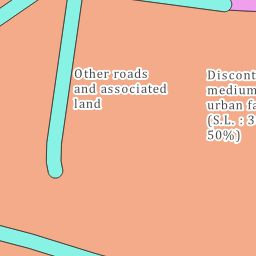 Other roads
and associated
land
Discont
medium
urban fa
(S.L. : 3
50%)